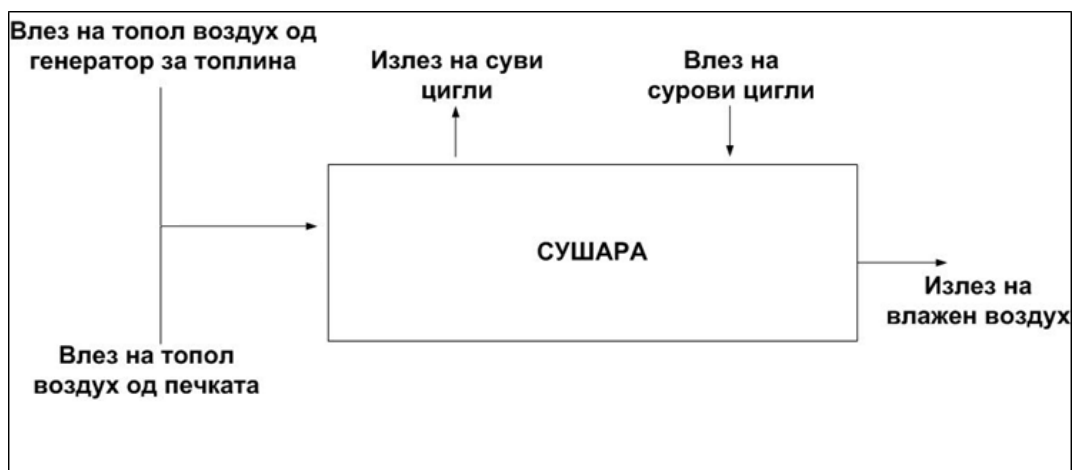 Влез на топол воздух од
генератор за топлина
Излез на суви
цигли
Влез на
сурови цигли
СУШАРА
Излез на
влажен воздух
Влез на топол
воздух од печката